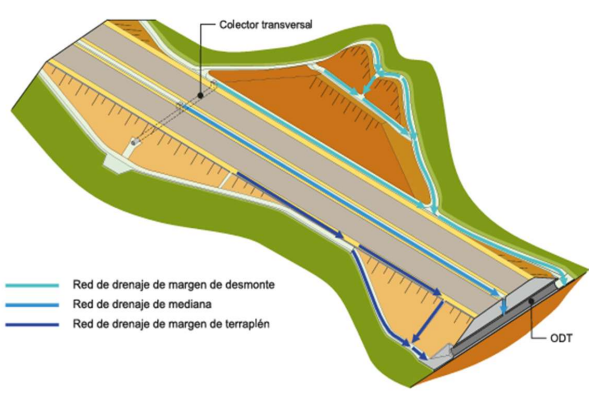 Colector transversal
Red de drenaje de margen de desmonte
Red de drenaje de mediana
Red de drenaje de margen de terraplén
ODT